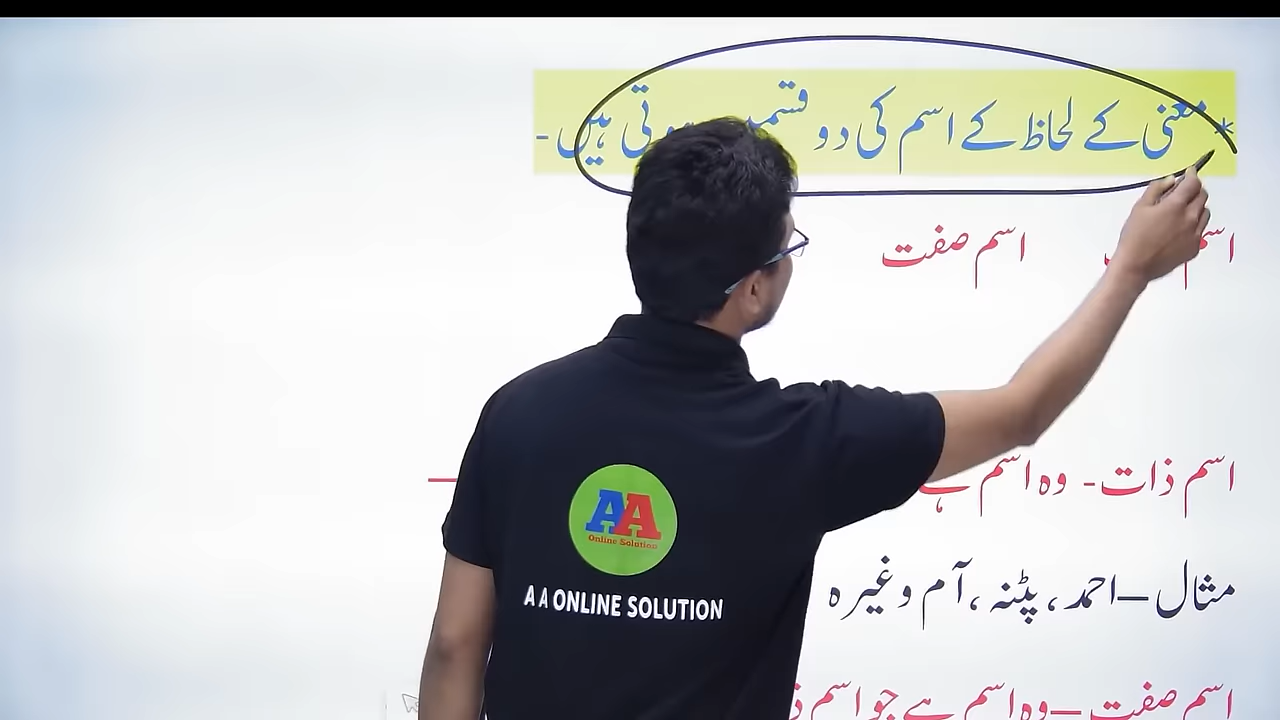 * معنی کے لحاظ کے اسم کی دو قسمیں ہوتی ہیں -
اسم اسم صفت
اسم ذات - وہ اسم ہے —
مثال — احمد، پٹنہ، آم وغیرہ
اسم صفت — وہ اسم ہے جو اسم
AA
Online Solution
A A ONLINE SOLUTION